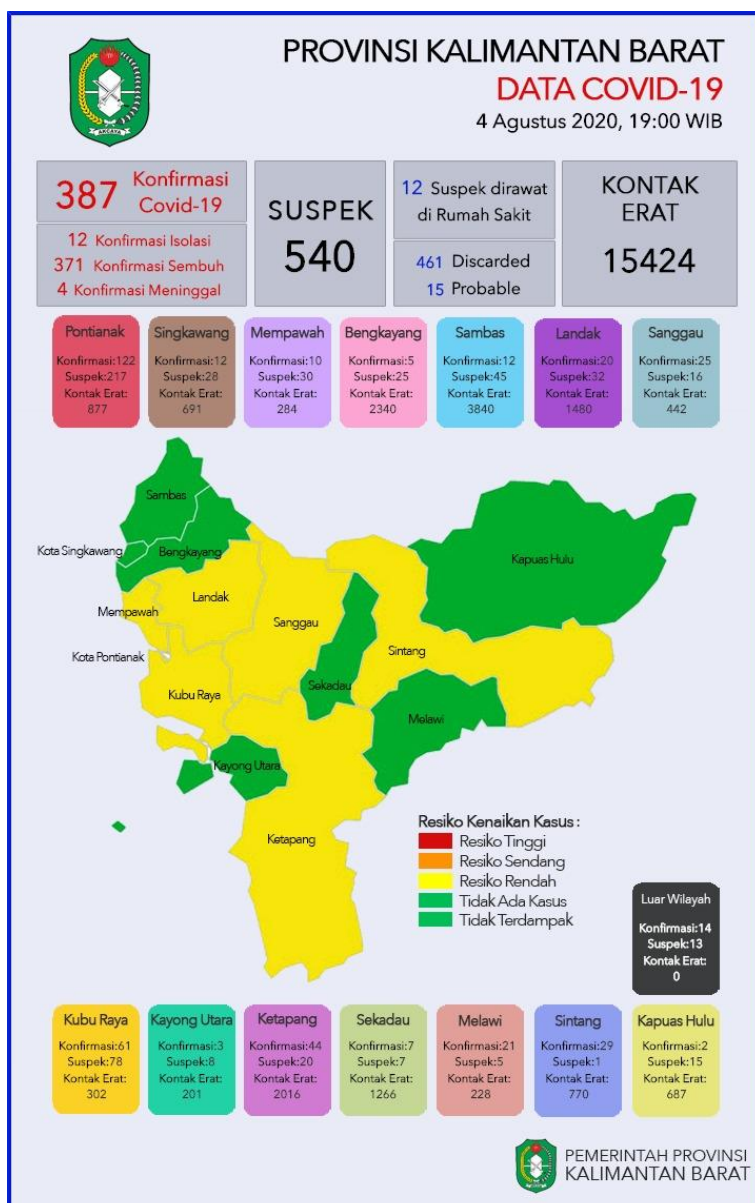 PROVINSI KALIMANTAN BARAT
DATA COVID-19
4 Agustus 2020, 19:00 WIB
AKCAYA
387 Konfirmasi
Covid-19
12 Konfirmasi Isolasi
371 Konfirmasi Sembuh
4 Konfirmasi Meninggal
SUSPEK
540
12 Suspek dirawat
di Rumah Sakit
461 Discarded
15 Probable
KONTAK
ERAT
15424
Pontianak
Konfirmasi:122
Suspek:217
Kontak Erat:
877
Singkawang
Konfirmasi:12
Suspek:28
Kontak Erat:
691
Mempawah
Konfirmasi:10
Suspek:30
Kontak Erat:
284
Bengkayang
Konfirmasi:5
Suspek:25
Kontak Erat:
2340
Sambas
Konfirmasi:12
Suspek:45
Kontak Erat:
3840
Landak
Konfirmasi:20
Suspek:32
Kontak Erat:
1480
Sanggau
Konfirmasi:25
Suspek:16
Kontak Erat:
442
Sambas
Kota Singkawang
Bengkayang
Kapuas Hulu
Landak
Mempawah
Sanggau
Kota Pontianak
Sintang
Sekadau
Kubu Raya
Melawi
Kayong Utara
Ketapang
Resiko Kenaikan Kasus :
Resiko Tinggi
Resiko Sendang
Resiko Rendah
Tidak Ada Kasus
Tidak Terdampak
Luar Wilayah
Konfirmasi:14
Suspek:13
Kontak Erat:
0
Kubu Raya
Konfirmasi:61
Suspek:78
Kontak Erat:
302
Kayong Utara
Konfirmasi:3
Suspek:8
Kontak Erat:
201
Ketapang
Konfirmasi:44
Suspek:20
Kontak Erat:
2016
Sekadau
Konfirmasi:7
Suspek:7
Kontak Erat:
1266
Melawi
Konfirmasi:21
Suspek:5
Kontak Erat:
228
Sintang
Konfirmasi:29
Suspek:1
Kontak Erat:
770
Kapuas Hulu
Konfirmasi:2
Suspek:15
Kontak Erat:
687
PEMERINTAH PROVINSI
KALIMANTAN BARAT